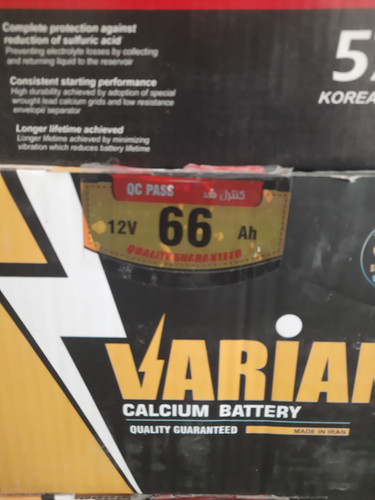 Complete protection against
reduction of sulfuric acid
Preventing electrolyte losses by collecting
and returning liquid to the reservoir
Consistent starting performance
High durability achieved by adoption of special
wrought lead calcium grids and low resistance
envelope separator
Longer lifetime achieved
Longer lifetime achieved by minimizing
vibration which reduces battery lifetime
5
KOREA
QC PASS کنترل شد
12V 66 Ah
QUALITY GUARANTEED
VARIAN
CALCIUM BATTERY
QUALITY GUARANTEED MADE IN IRAN